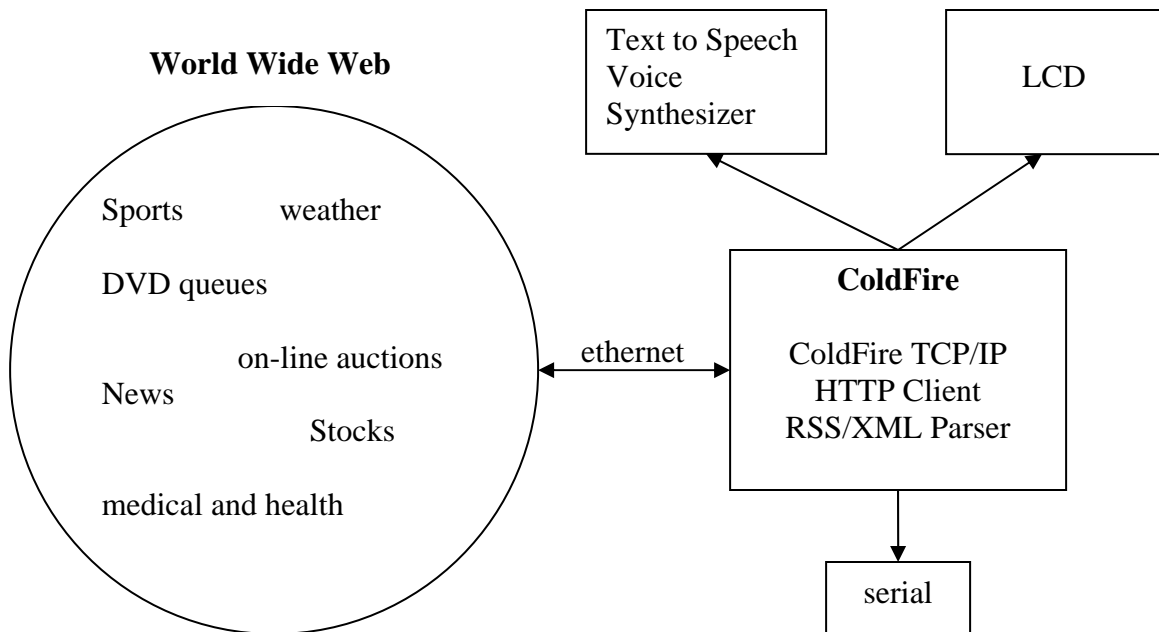 World Wide Web
Text to Speech
Voice
Synthesizer
LCD
Sports weather
DVD queues
on-line auctions
News
Stocks
medical and health
ethernet
ColdFire
ColdFire TCP/IP
HTTP Client
RSS/XML Parser
serial